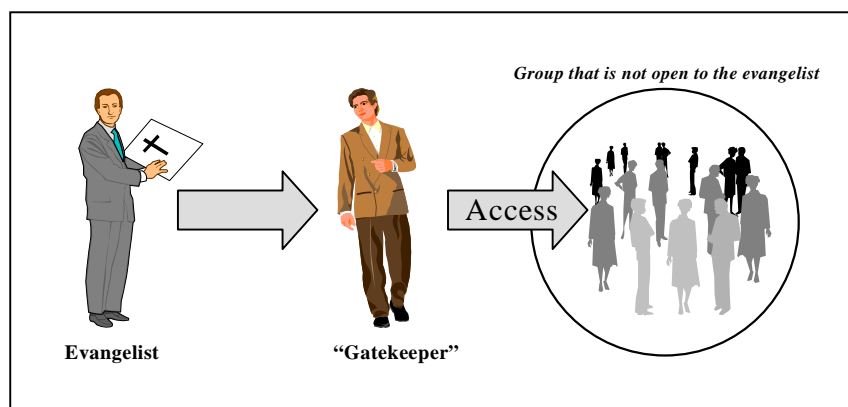 Group that is not open to the evangelist
Access
Evangelist
“Gatekeeper”